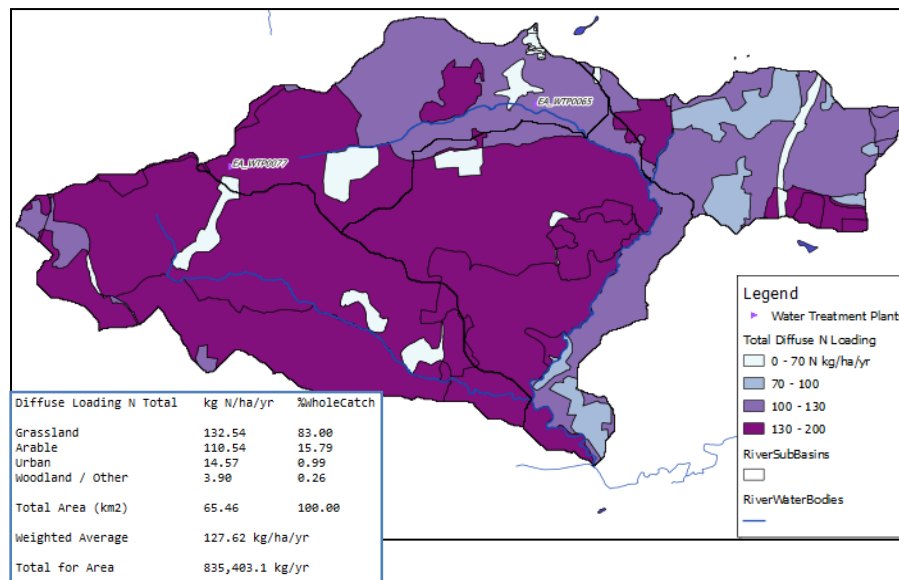 EA_WTP0065
EA_WTP0077
Legend
Water Treatment Plant
Total Diffuse N Loading
0 - 70 N kg/ha/yr
70 - 100
100 - 130
130 - 200
RiverSubBasins
RiverWaterBodies
Diffuse Loading N Total kg N/ha/yr %WholeCatch
Grassland 132.54 83.00
Arable 110.54 15.79
Urban 14.57 0.99
Woodland / Other 3.90 0.26
Total Area (km2) 65.46 100.00
Weighted Average 127.62 kg/ha/yr
Total for Area 835,403.1 kg/yr